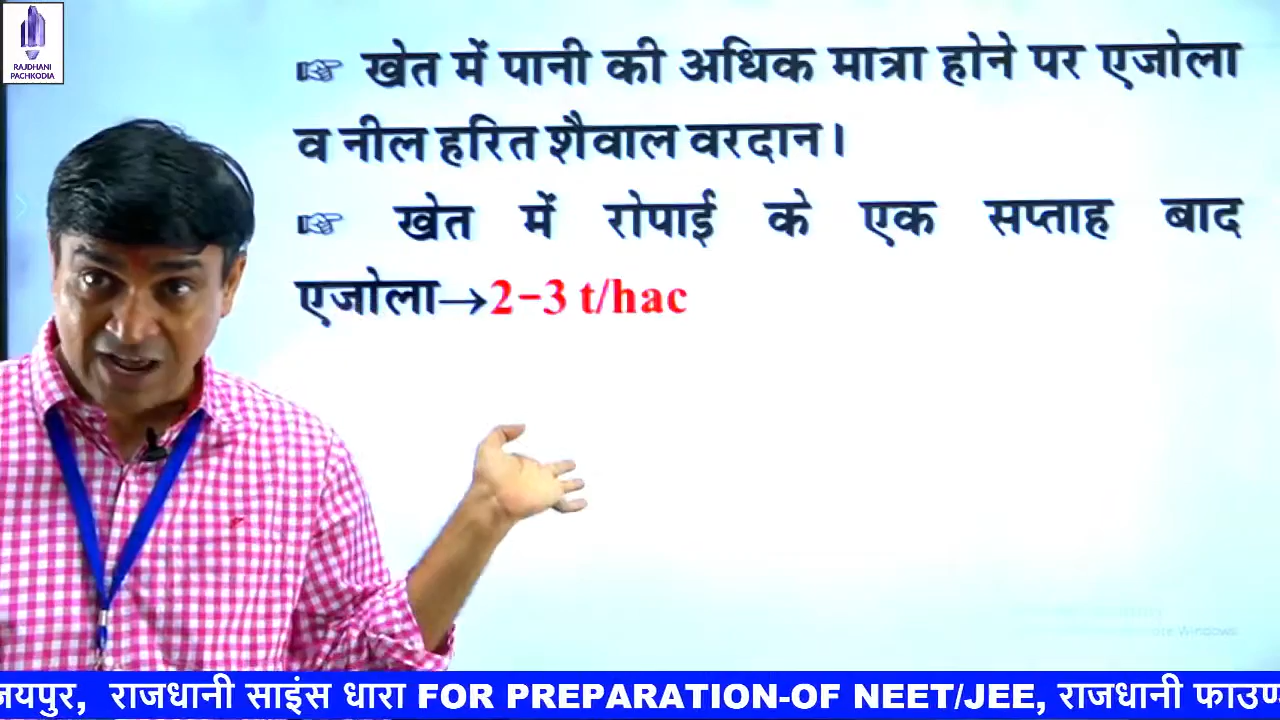 RAJDHANI
PACHKODIA
☞ खेत में पानी की अधिक मात्रा होने पर एजोला
व नील हरित शैवाल वरदान।
☞ खेत में रोपाई के एक सप्ताह बाद
एजोला→2-3 t/hac
जयपुर, राजधानी साइंस धारा FOR PREPARATION-OF NEET/JEE, राजधानी फाउण